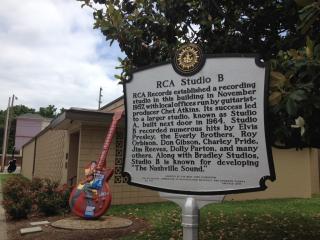 RCA Studio B
RCA Records established a recording
studio in this building in November
1957, with local offices run by guitarist-
producer Chet Atkins. Its success led
to a larger studio, known as Studio
A, built next door in 1964. Studio
B recorded numerous hits by Elvis
Presley, the Everly Brothers, Roy
Orbison, Don Gibson, Charley Pride,
Jim Reeves, Dolly Parton, and many
others. Along with Bradley Studios,
Studio B is known for developing
"The Nashville Sound."